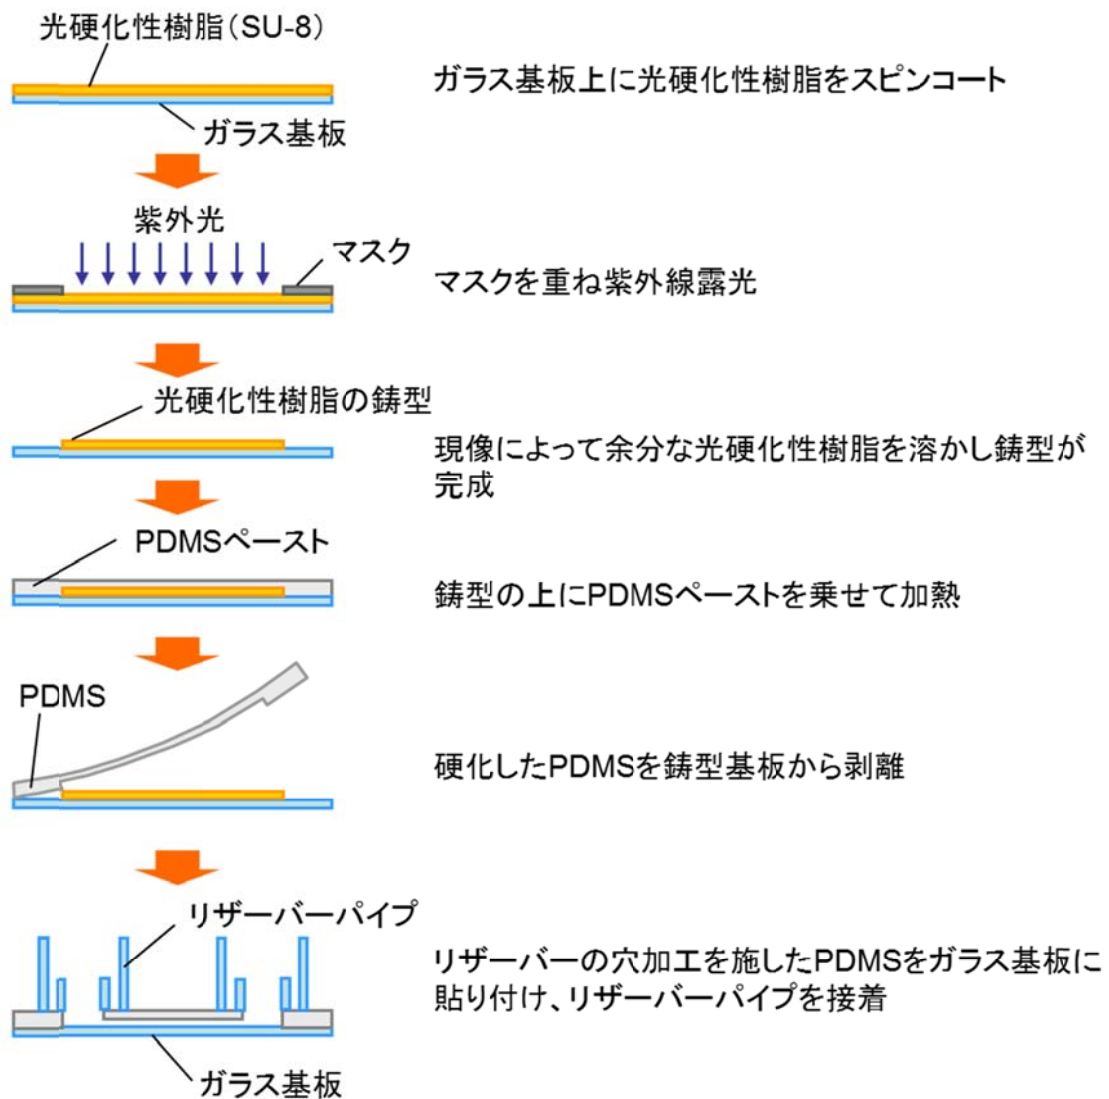 光硬化性樹脂(SU-8)
ガラス基板上に光硬化性樹脂をスピンコート
ガラス基板
紫外光
マスク
マスクを重ね紫外線露光
光硬化性樹脂の鋳型
現像によって余分な光硬化性樹脂を溶かし鋳型が
完成
PDMSペースト
鋳型の上にPDMSペーストを乗せて加熱
PDMS
硬化したPDMSを鋳型基板から剥離
リザーバーパイプ
リザーバーの穴加工を施したPDMSをガラス基板に
貼り付け、リザーバーパイプを接着
ガラス基板